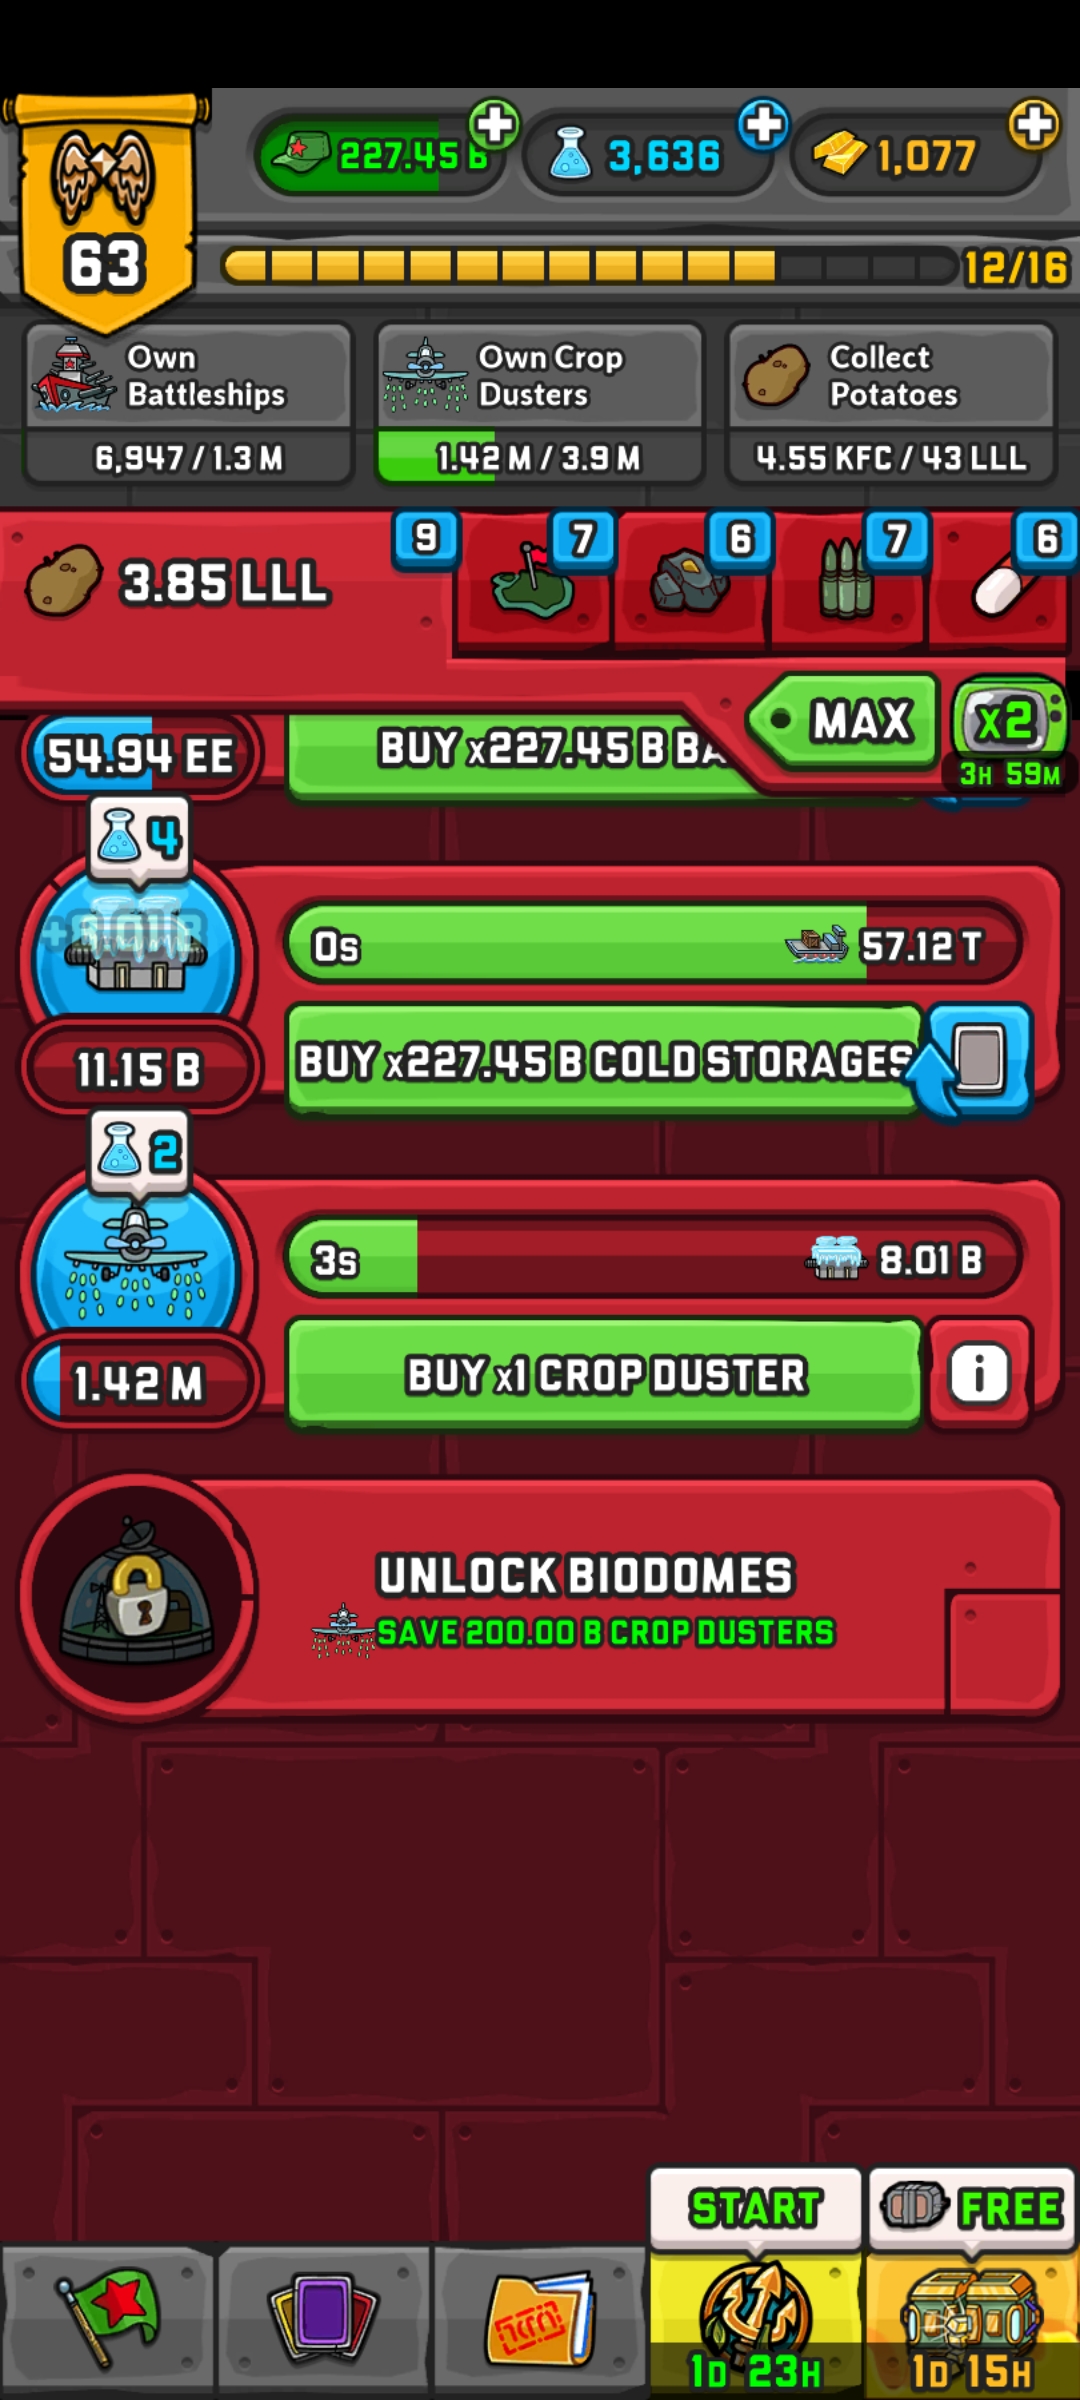 227.45 B
3,636
1,077
63
12/16
Own Battleships
6,947 / 1.3 M
Own Crop Dusters
1.42 M / 3.9 M
Collect Potatoes
4.55 KFC / 43 LLL
3.85 LLL
9
7
6
7
6
MAX
x2
3H 59M
54.94 EE
BUY x227.45 B
4
0s
57.12 T
11.15 B
BUY x227.45 B COLD STORAGES
2
3s
8.01 B
1.42 M
BUY x1 CROP DUSTER
i
UNLOCK BIODOMES
SAVE 200.00 B CROP DUSTERS
START
FREE
1D 23H
1D 15H